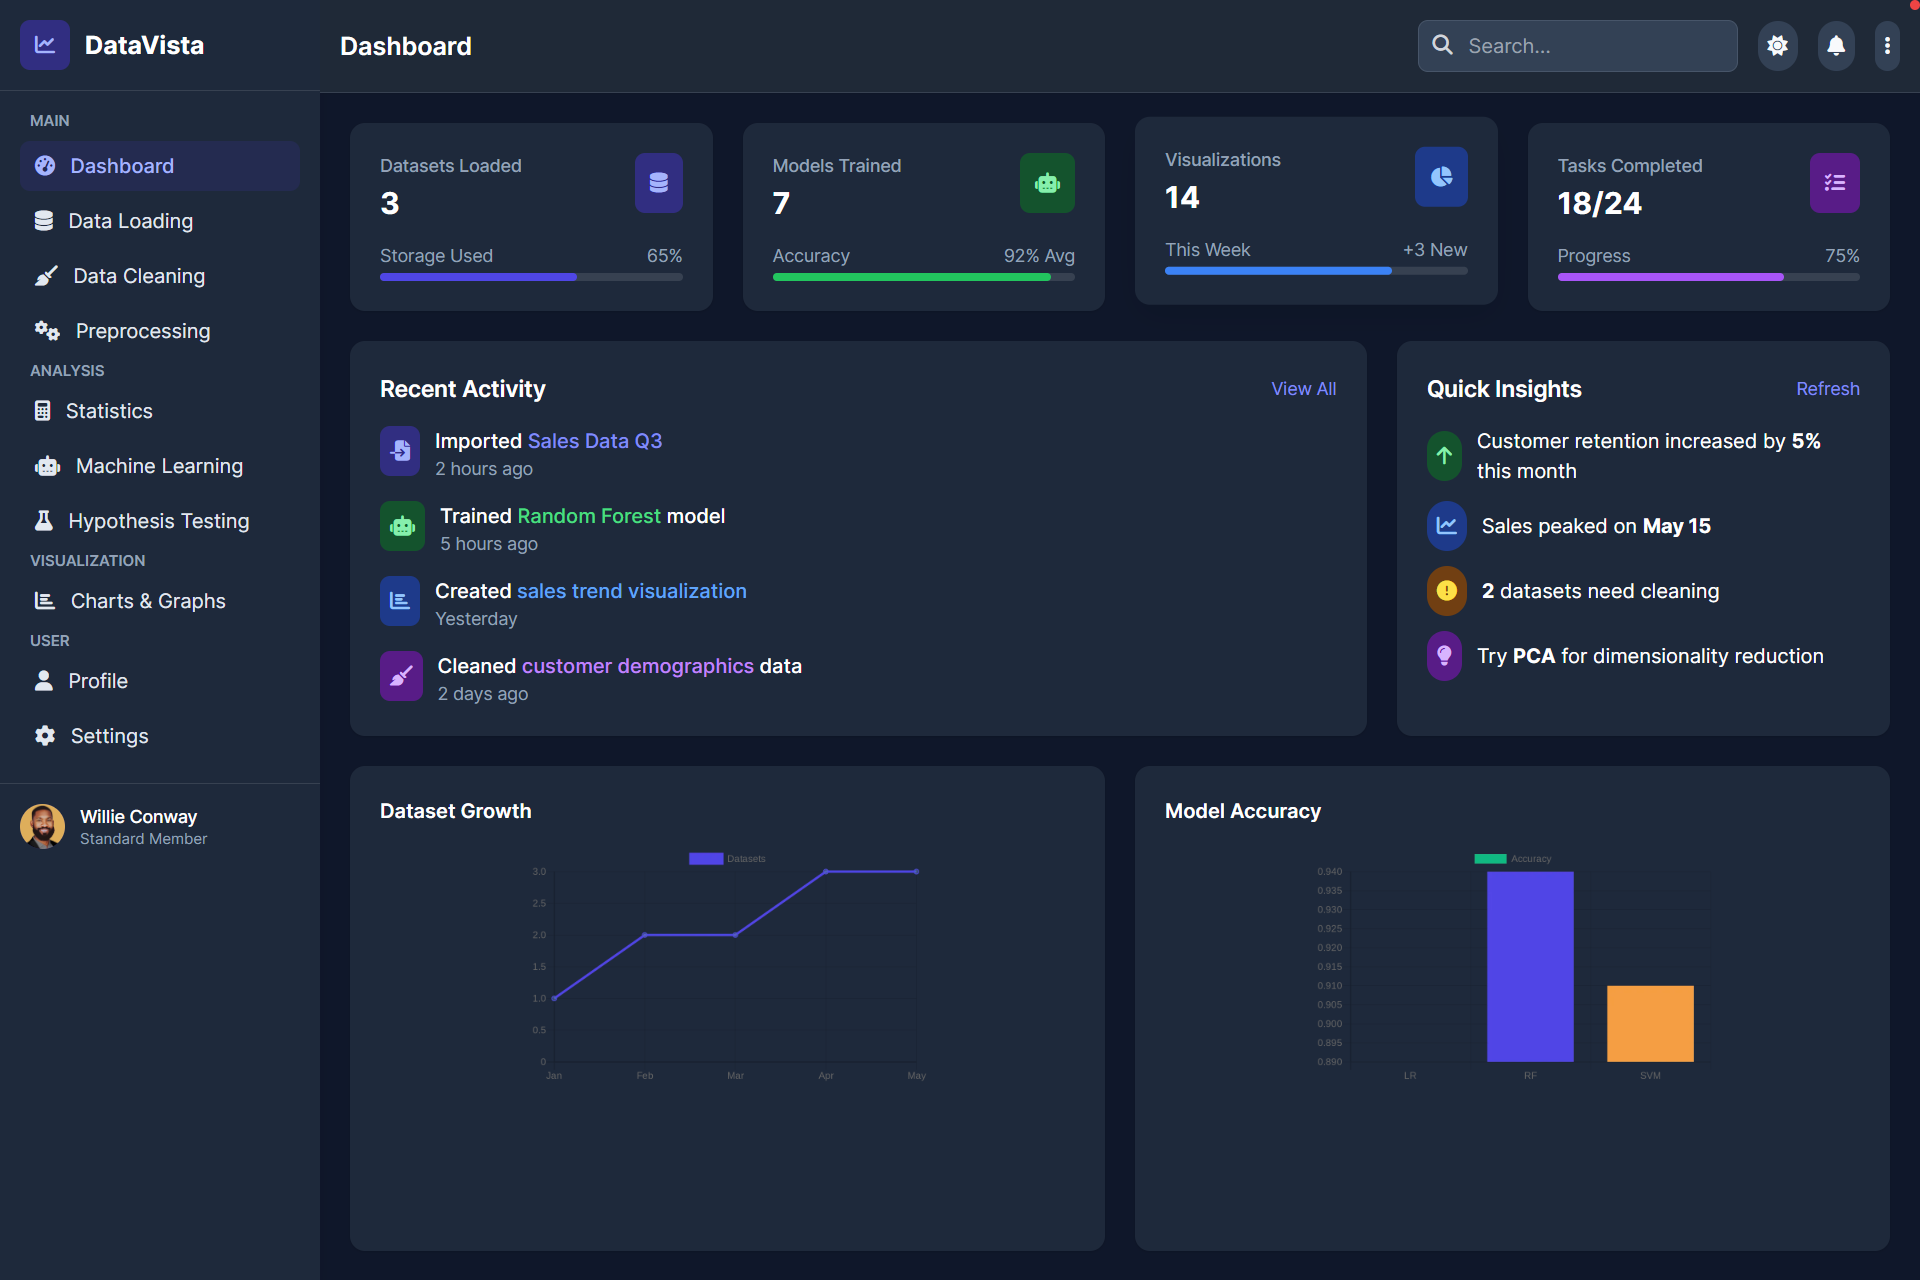 DataVista
MAIN
Dashboard
Data Loading
Data Cleaning
Preprocessing
ANALYSIS
Statistics
Machine Learning
Hypothesis Testing
VISUALIZATION
Charts & Graphs
USER
Profile
Settings
Willie Conway
Standard Member
Dashboard
Search...
Datasets Loaded
3
Storage Used 65%
Models Trained
7
Accuracy 92% Avg
Visualizations
14
This Week +3 New
Tasks Completed
18/24
Progress 75%
Recent Activity View All
Imported Sales Data Q3
2 hours ago
Trained Random Forest model
5 hours ago
Created sales trend visualization
Yesterday
Cleaned customer demographics data
2 days ago
Quick Insights Refresh
Customer retention increased by 5%
this month
Sales peaked on May 15
2 datasets need cleaning
Try PCA for dimensionality reduction
Dataset Growth
Datasets
3.0
2.5
2.0
1.5
1.0
0.5
0
Jan Feb Mar Apr May
Model Accuracy
Accuracy
0.940
0.935
0.930
0.925
0.920
0.915
0.910
0.905
0.900
0.895
0.890
LR RF SVM